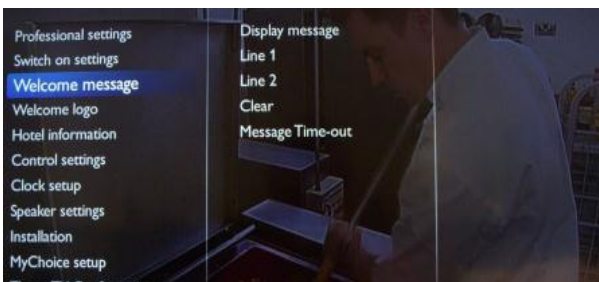 Professional settings
Switch on settings
Welcome message
Welcome logo
Hotel information
Control settings
Clock setup
Speaker settings
Installation
MyChoice setup
Display message
Line 1
Line 2
Clear
Message Time-out